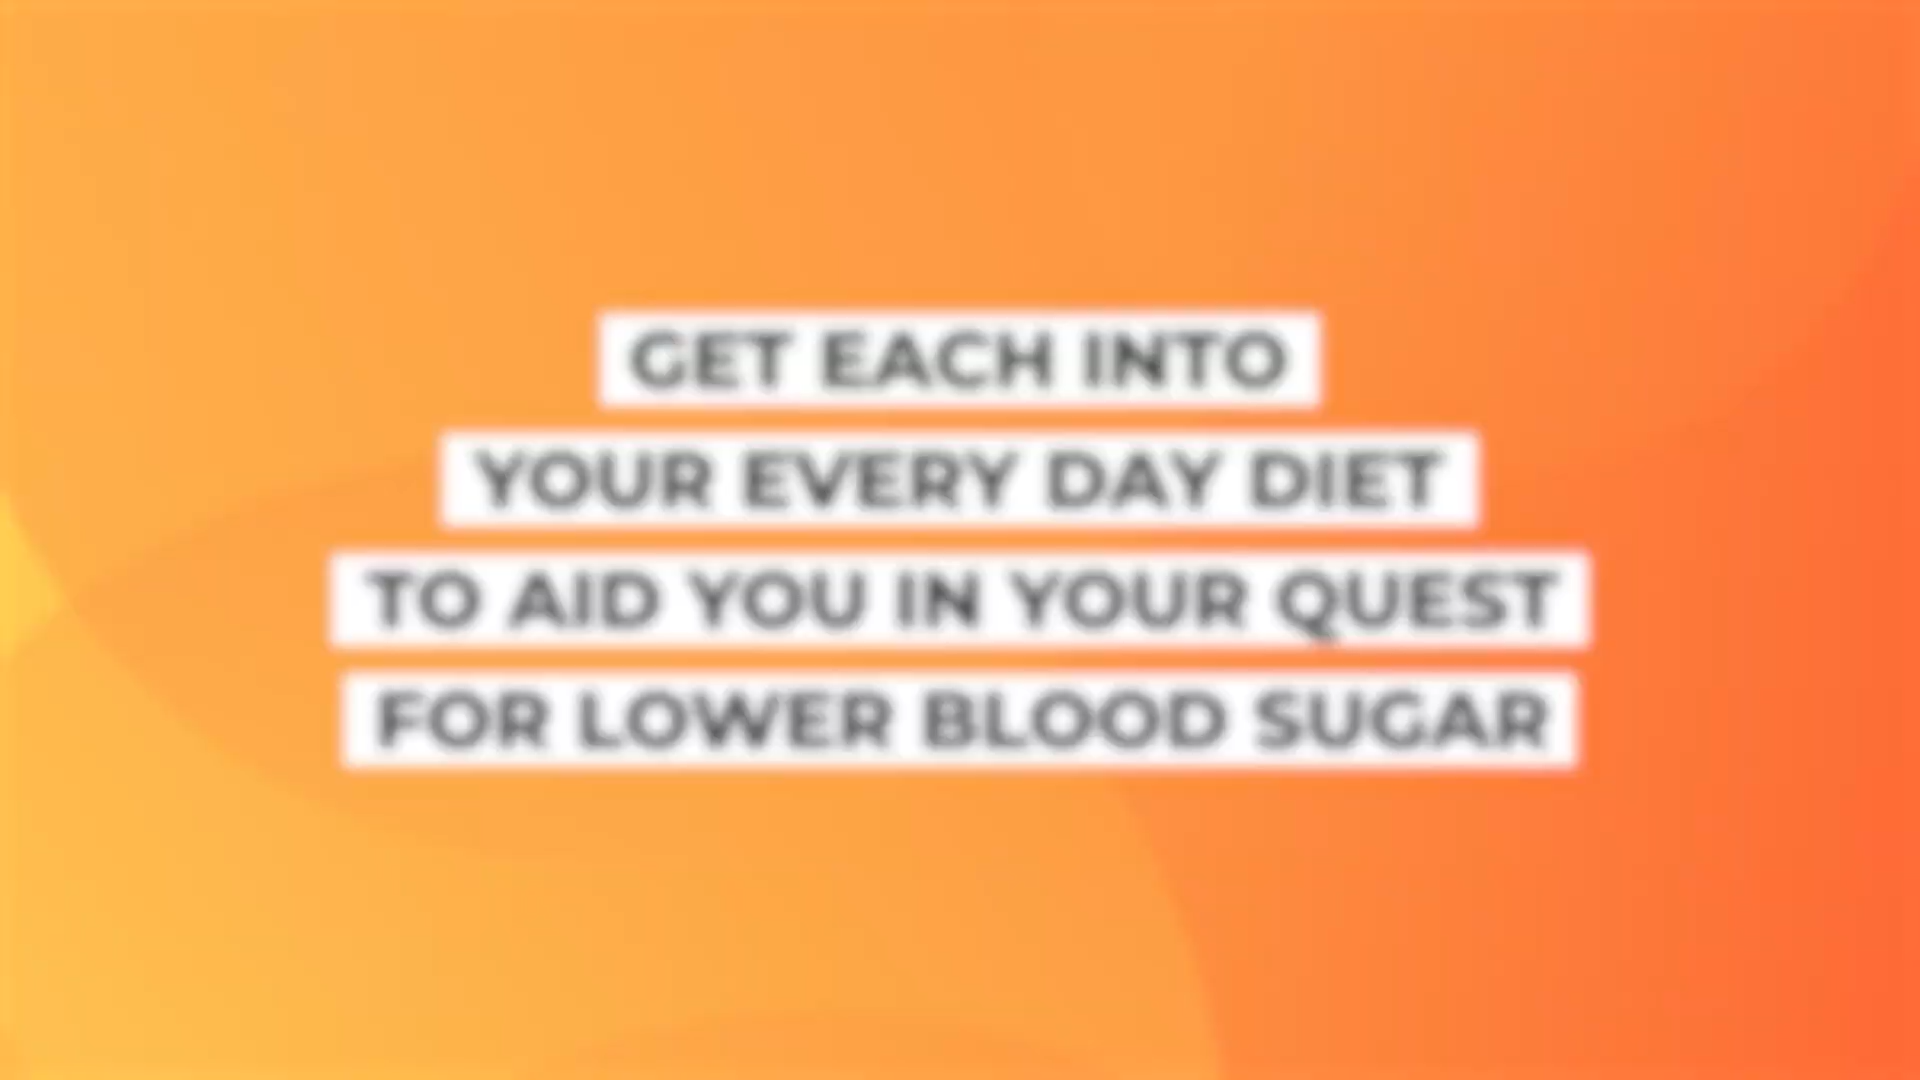 GET EACH INTO
YOUR EVERY DAY DIET
TO AID YOU IN YOUR QUEST
FOR LOWER BLOOD SUGAR